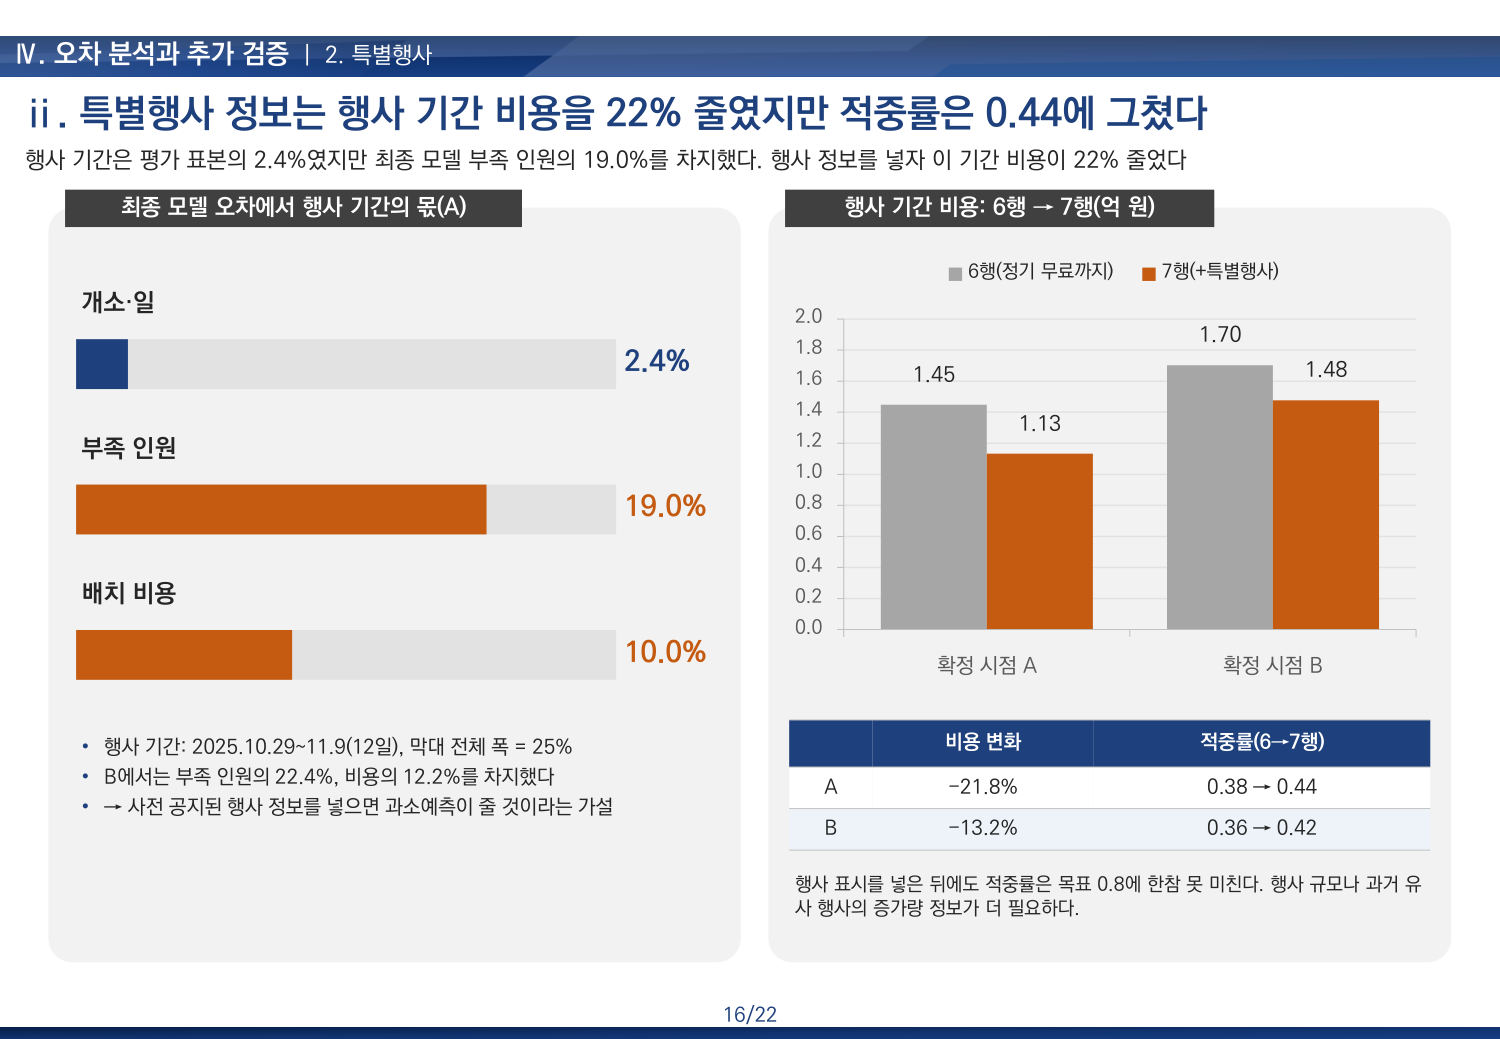 Ⅳ. 오차 분석과 추가 검증 | 2. 특별행사
ⅱ. 특별행사 정보는 행사 기간 비용을 22% 줄였지만 적중률은 0.44에 그쳤다
행사 기간은 평가 표본의 2.4%였지만 최종 모델 부족 인원의 19.0%를 차지했다. 행사 정보를 넣자 이 기간 비용이 22% 줄었다
최종 모델 오차에서 행사 기간의 몫(A)
개소·일
2.4%
부족 인원
19.0%
배치 비용
10.0%
• 행사 기간: 2025.10.29~11.9(12일), 막대 전체 폭 = 25%
• B에서는 부족 인원의 22.4%, 비용의 12.2%를 차지했다
• → 사전 공지된 행사 정보를 넣으면 과소예측이 줄 것이라는 가설
행사 기간 비용: 6행 → 7행(억 원)
6행(정기 무료까지) 7행(+특별행사)
2.0
1.8
1.6
1.4
1.2
1.0
0.8
0.6
0.4
0.2
0.0
1.45
1.13
1.70
1.48
확정 시점 A
확정 시점 B
비용 변화 적중률(6→7행)
A −21.8% 0.38 → 0.44
B −13.2% 0.36 → 0.42
행사 표시를 넣은 뒤에도 적중률은 목표 0.8에 한참 못 미친다. 행사 규모나 과거 유
사 행사의 증가량 정보가 더 필요하다.
16/22